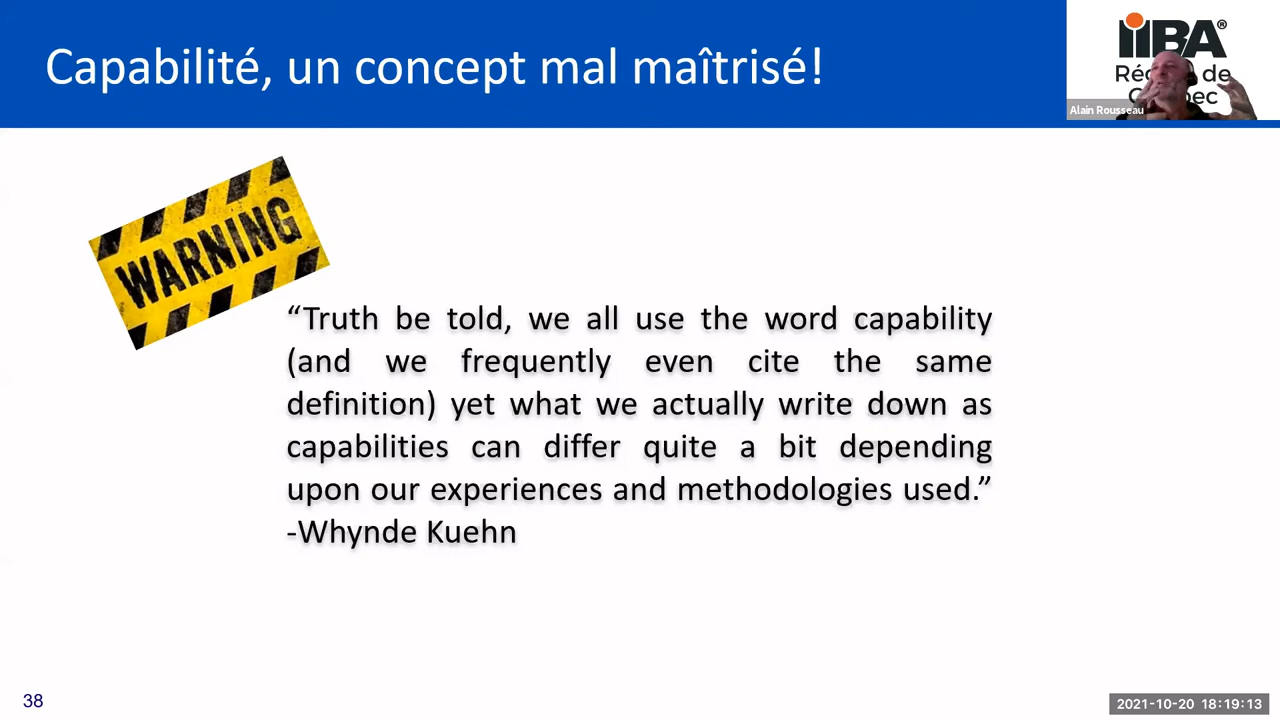 Capabilité, un concept mal maîtrisé!
iiBA®
Alain Rousseau
WARNING
“Truth be told, we all use the word capability
(and we frequently even cite the same
definition) yet what we actually write down as
capabilities can differ quite a bit depending
upon our experiences and methodologies used.”
-Whynde Kuehn
38
2021-10-20 18:19:13